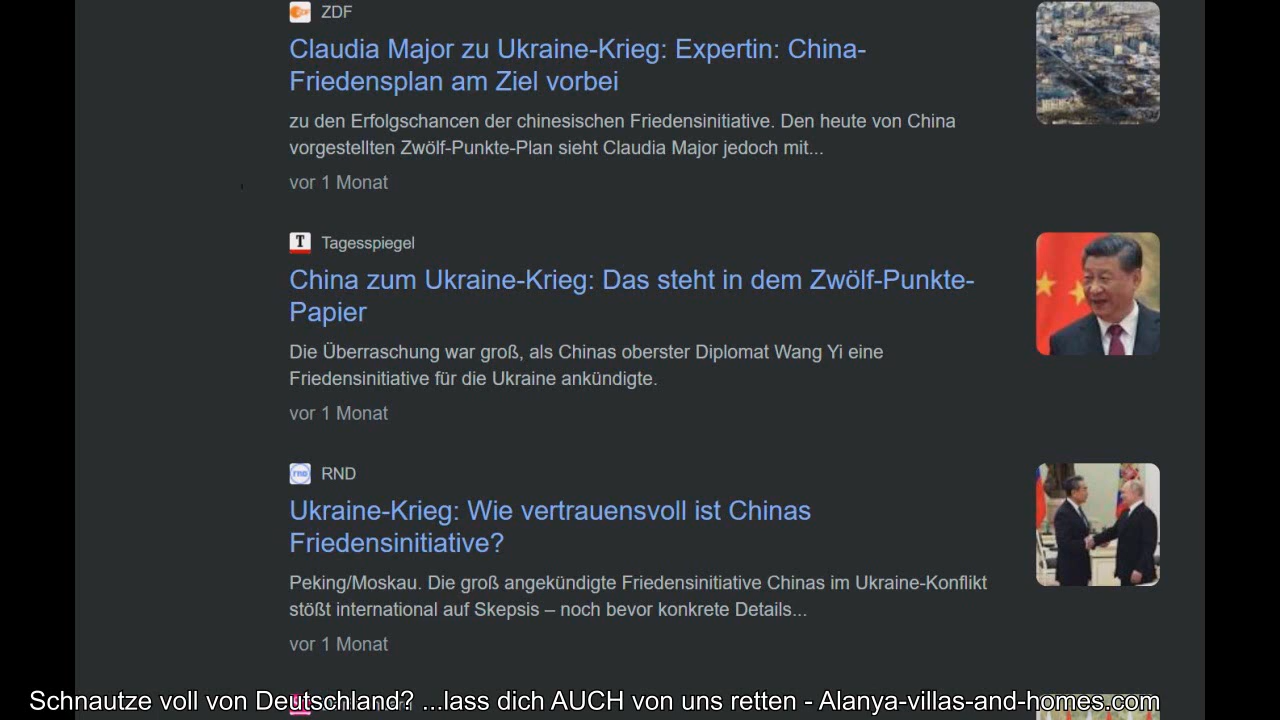 ZDF
Claudia Major zu Ukraine-Krieg: Expertin: China-
Friedensplan am Ziel vorbei
zu den Erfolgschancen der chinesischen Friedensinitiative. Den heute von China
vorgestellten Zwölf-Punkte-Plan sieht Claudia Major jedoch mit...
vor 1 Monat
T Tagesspiegel
China zum Ukraine-Krieg: Das steht in dem Zwölf-Punkte-
Papier
Die Überraschung war groß, als Chinas oberster Diplomat Wang Yi eine
Friedensinitiative für die Ukraine ankündigte.
vor 1 Monat
rnd RND
Ukraine-Krieg: Wie vertrauensvoll ist Chinas
Friedensinitiative?
Peking/Moskau. Die groß angekündigte Friedensinitiative Chinas im Ukraine-Konflikt
stößt international auf Skepsis – noch bevor konkrete Details...
vor 1 Monat
Schnautze voll von Deutschland? ...lass dich AUCH von uns retten - Alanya-villas-and-homes.com